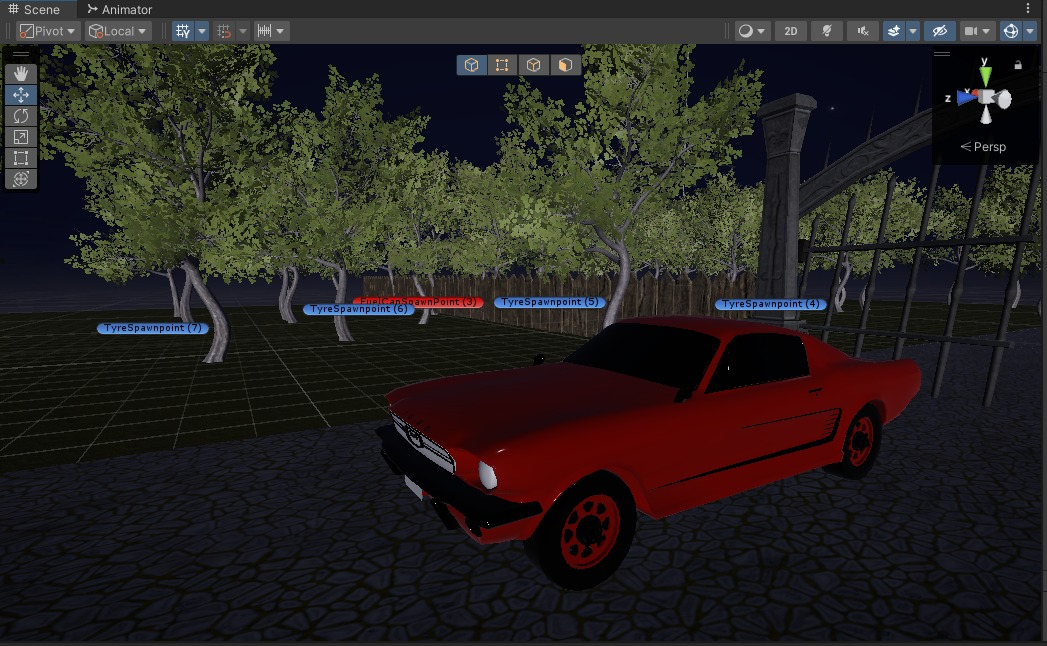 Scene
Animator
Pivot
Local
2D
y
x
z
Persp
FuelCanSpawnPoint (3)
TyreSpawnpoint (6)
TyreSpawnpoint (5)
TyreSpawnpoint (4)
TyreSpawnpoint (7)